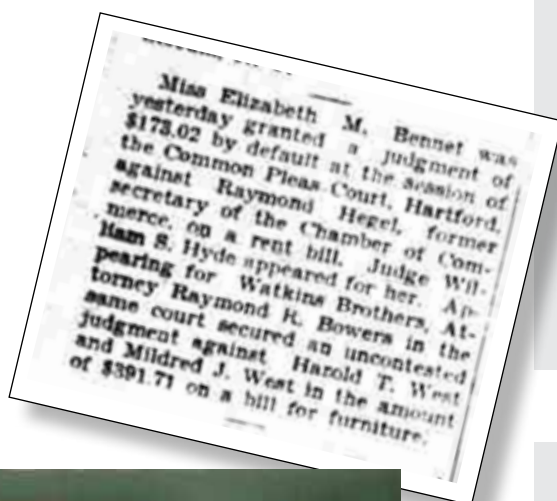 Miss Elizabeth M. Bennet was
yesterday granted a judgment of
$173.02 by default at the session of
the Common Pleas Court, Hartford,
against Raymond Hegel, former
secretary of the Chamber of Com-
merce, on a rent bill. Judge Wil-
liam S. Hyde appeared for her. Ap-
pearing for Watkins Brothers, At-
torney Raymond R. Bowers in the
same court secured an uncontested
judgment against Harold T. West
and Mildred J. West in the amount
of $391.71 on a bill for furniture.